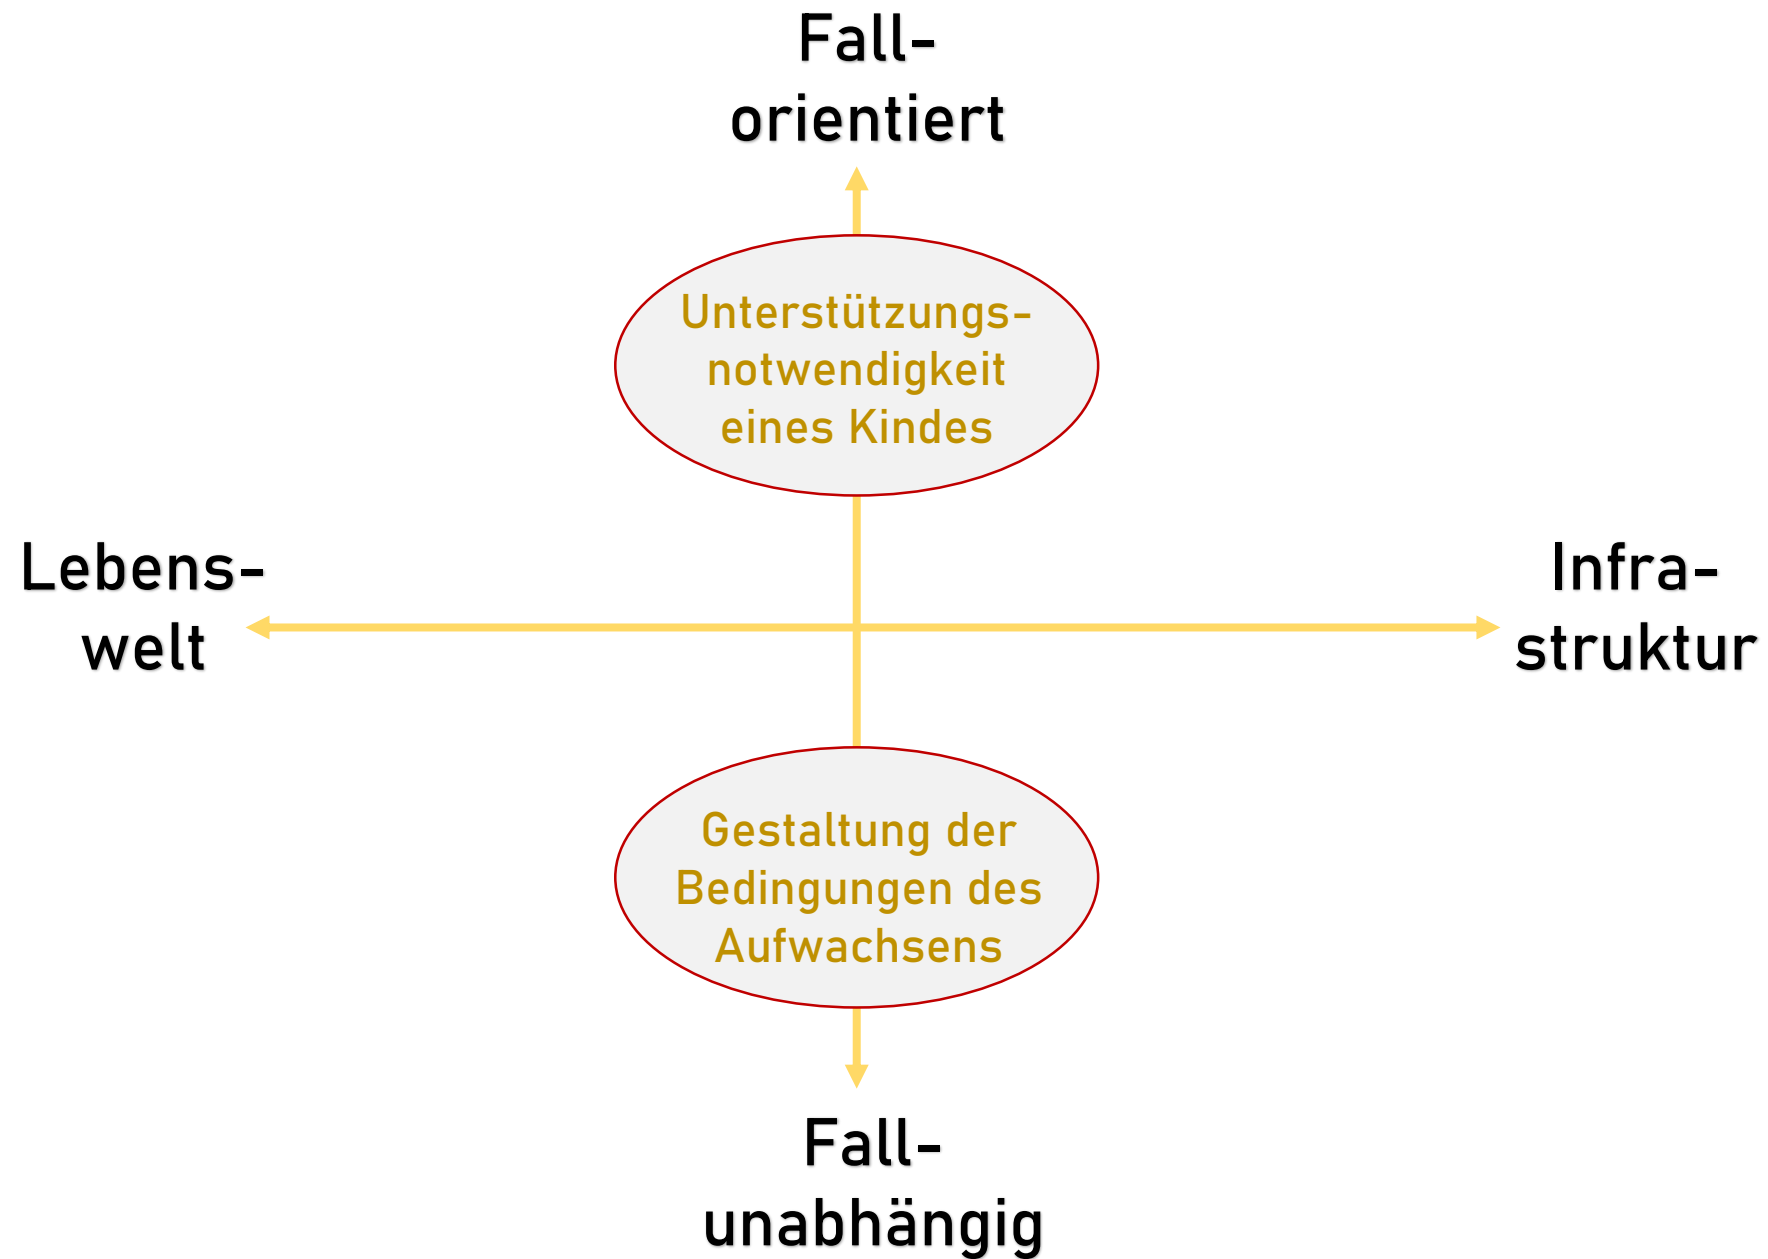 Fall-
orientiert
Unterstützungs-
notwendigkeit
eines Kindes
Lebens-
welt
Infra-
struktur
Gestaltung der
Bedingungen des
Aufwachsens
Fall-
unabhängig